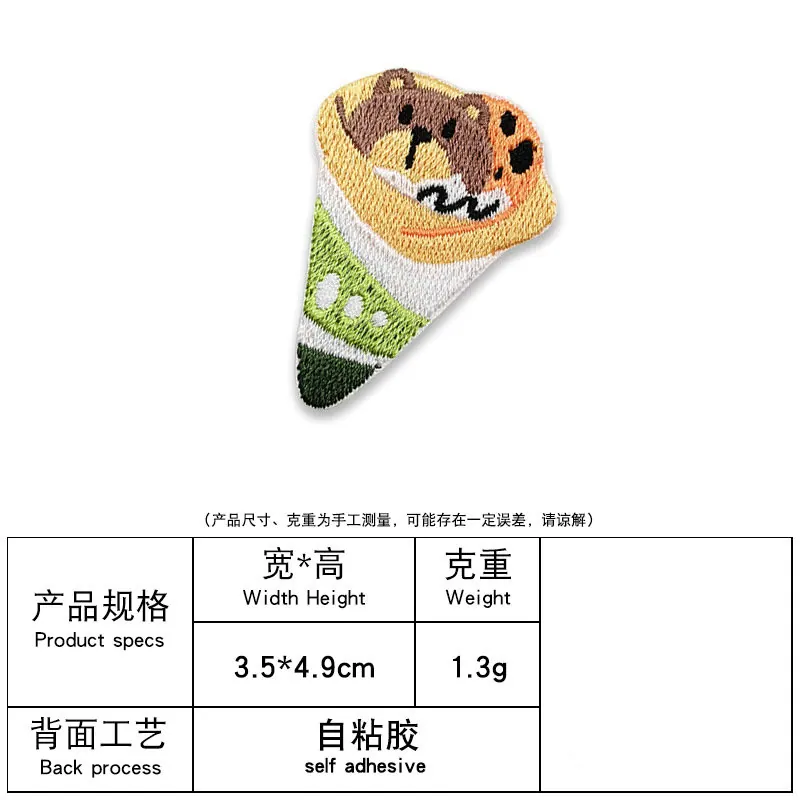 （产品尺寸、克重为手工测量，可能存在一定误差，请谅解）
产品规格
Product specs
宽*高
Width Height
克重
Weight
3.5*4.9cm
1.3g
背面工艺
Back process
自粘胶
self adhesive